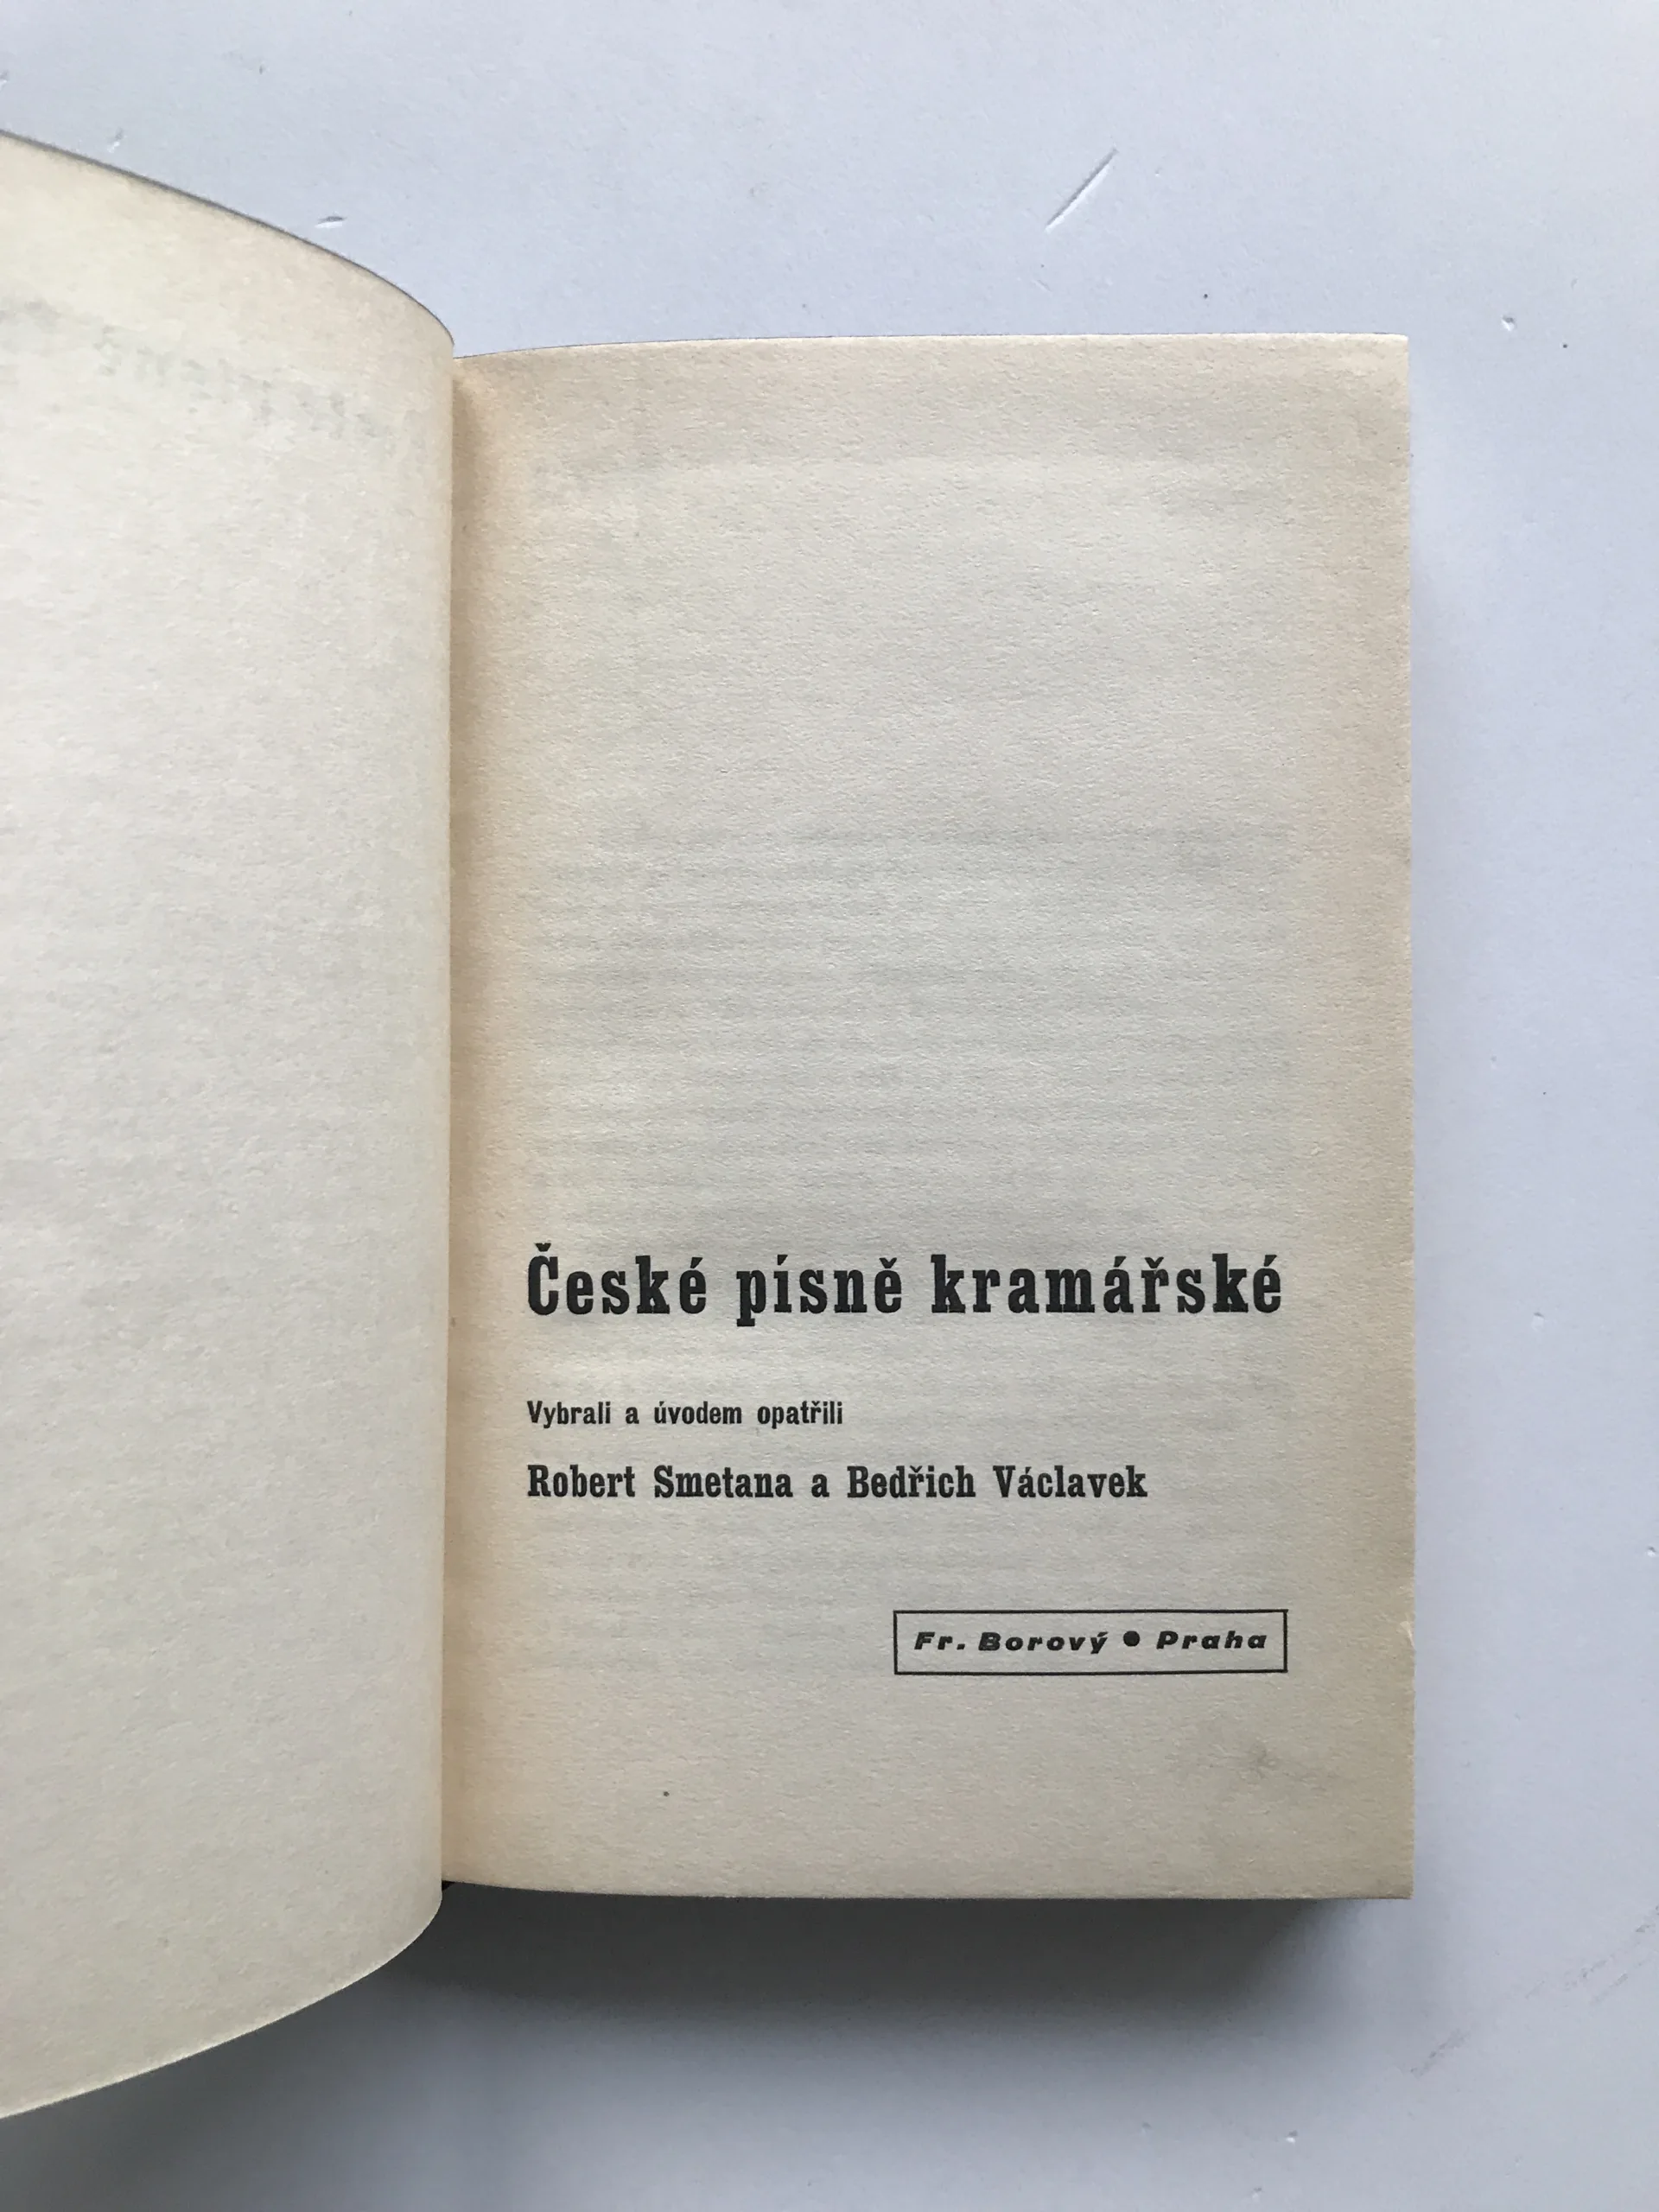 České písně kramářské
Vybrali a úvodem opatřili
Robert Smetana a Bedřich Václavek
Fr. Borový • Praha